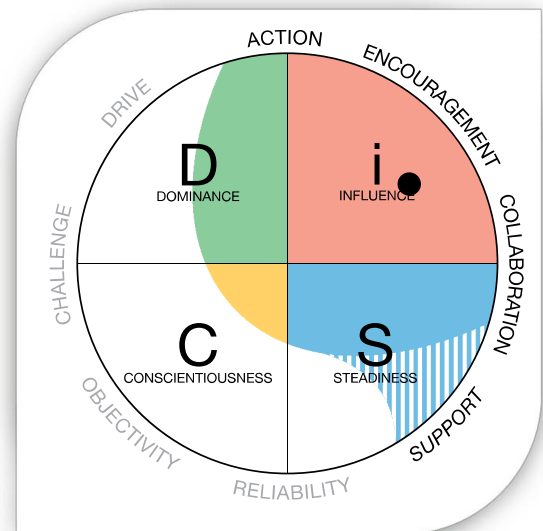 ACTION
ENCOURAGEMENT
DRIVE
D
DOMINANCE
i
INFLUENCE
CHALLENGE
COLLABORATION
C
CONSCIENTIOUSNESS
S
STEADINESS
OBJECTIVITY
SUPPORT
RELIABILITY